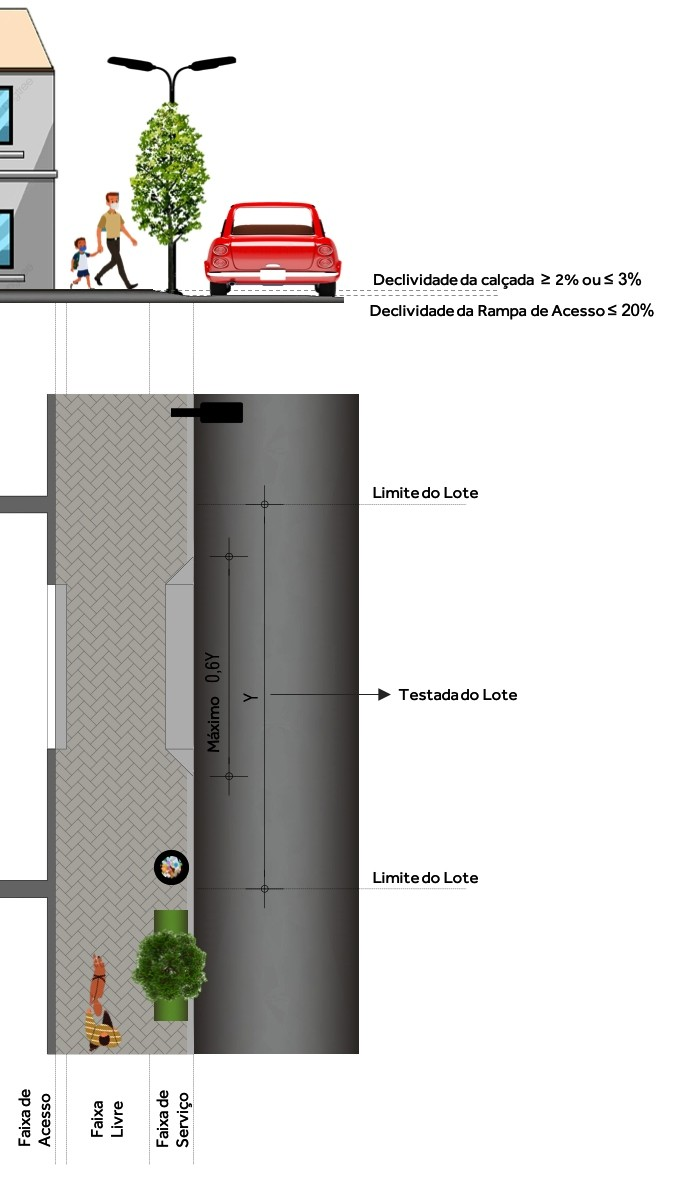 Declividade da calçada ≥ 2% ou ≤ 3%
Declividade da Rampa de Acesso ≤ 20%
Limite do Lote
Máximo 0,6Y
Y
Testada do Lote
Limite do Lote
Faixa de
Acesso
Faixa
Livre
Faixa de
Serviço